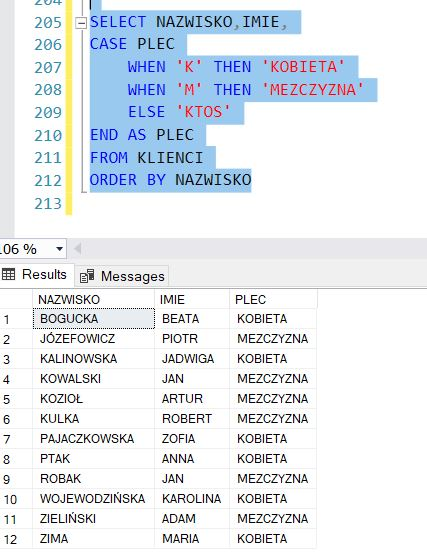 204
205 SELECT NAZWISKO,IMIE,
206 CASE PLEC
207 WHEN 'K' THEN 'KOBIETA'
208 WHEN 'M' THEN 'MEZCZYZNA'
209 ELSE 'KTOS'
210 END AS PLEC
211 FROM KLIENCI
212 ORDER BY NAZWISKO
213
106 %
Results Messages
NAZWISKO IMIE PLEC
1 BOGUCKA BEATA KOBIETA
2 JÓZEFOWICZ PIOTR MEZCZYZNA
3 KALINOWSKA JADWIGA KOBIETA
4 KOWALSKI JAN MEZCZYZNA
5 KOZIOŁ ARTUR MEZCZYZNA
6 KULKA ROBERT MEZCZYZNA
7 PAJACZKOWSKA ZOFIA KOBIETA
8 PTAK ANNA KOBIETA
9 ROBAK JAN MEZCZYZNA
10 WOJEWODZIŃSKA KAROLINA KOBIETA
11 ZIELIŃSKI ADAM MEZCZYZNA
12 ZIMA MARIA KOBIETA